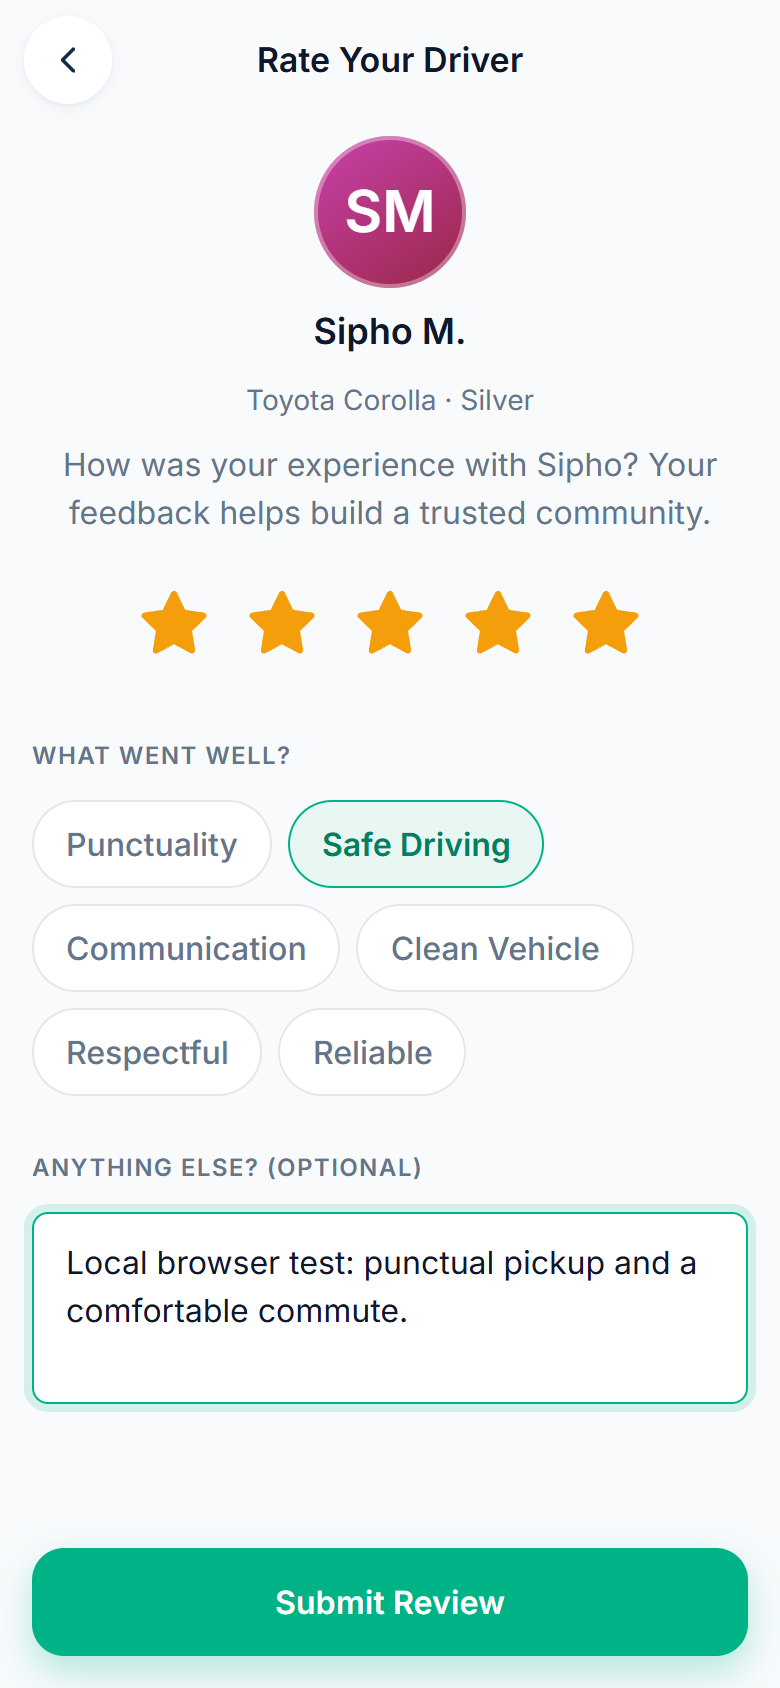 Rate Your Driver
SM
Sipho M.
Toyota Corolla · Silver
How was your experience with Sipho? Your
feedback helps build a trusted community.
WHAT WENT WELL?
Punctuality
Safe Driving
Communication
Clean Vehicle
Respectful
Reliable
ANYTHING ELSE? (OPTIONAL)
Local browser test: punctual pickup and a
comfortable commute.
Submit Review